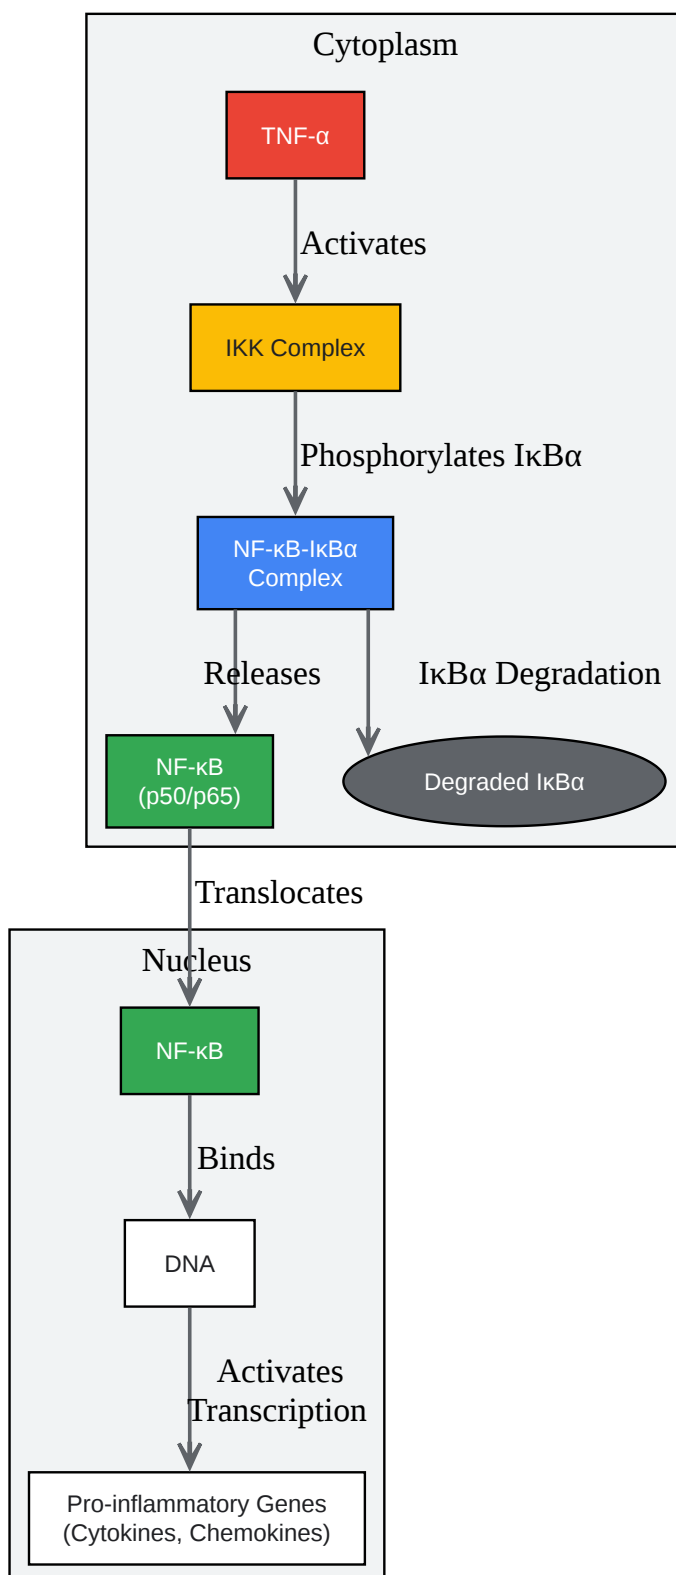 Cytoplasm
TNF-α
Activates
IKK Complex
Phosphorylates IκBα
NF-κB-IκBα
Complex
Releases
IκBα Degradation
NF-κB
(p50/p65)
Degraded IκBα
Translocates
Nucleus
NF-κB
Binds
DNA
Activates
Transcription
Pro-inflammatory Genes
(Cytokines, Chemokines)